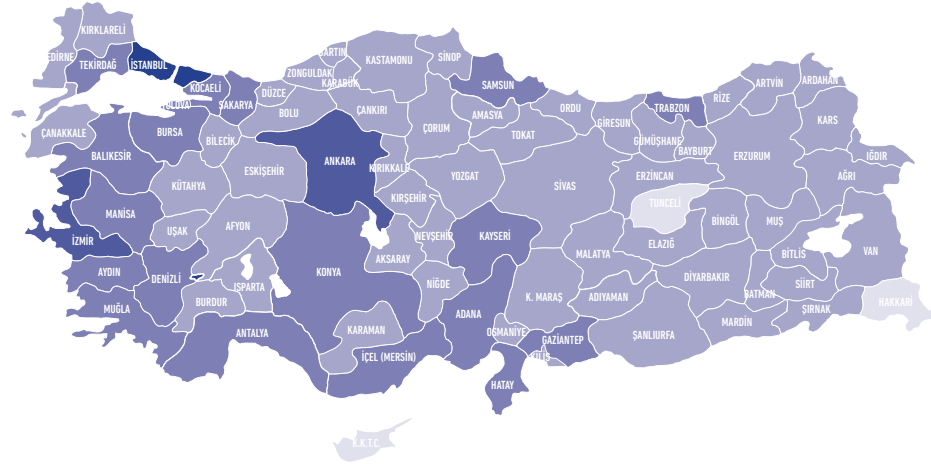 KIRKLARELİ
EDİRNE
TEKİRDAĞ
İSTANBUL
KOCAELİ
YALOVA
SAKARYA
DÜZCE
ZONGULDAK
BARTIN
KARABÜK
KASTAMONU
SİNOP
SAMSUN
BOLU
ÇANKIRI
ÇORUM
AMASYA
TOKAT
ORDU
GİRESUN
TRABZON
GÜMÜŞHANE
BAYBURT
RİZE
ARTVİN
ARDAHAN
KARS
IĞDIR
AĞRI
ERZURUM
ERZİNCAN
ÇANAKKALE
BALIKESİR
BURSA
BİLECİK
KÜTAHYA
ESKİŞEHİR
ANKARA
KIRIKKALE
KIRŞEHİR
YOZGAT
SİVAS
TUNCELİ
BİNGÖL
MUŞ
BİTLİS
VAN
MANİSA
İZMİR
UŞAK
AFYON
KONYA
AKSARAY
NEVŞEHİR
KAYSERİ
MALATYA
ELAZIĞ
DİYARBAKIR
BATMAN
SİİRT
ŞIRNAK
HAKKARİ
AYDIN
DENİZLİ
MUĞLA
BURDUR
ISPARTA
ANTALYA
KARAMAN
NİĞDE
İÇEL (MERSİN)
ADANA
K. MARAŞ
OSMANİYE
GAZİANTEP
KİLİS
HATAY
ADIYAMAN
ŞANLIURFA
MARDİN
K.K.T.C.